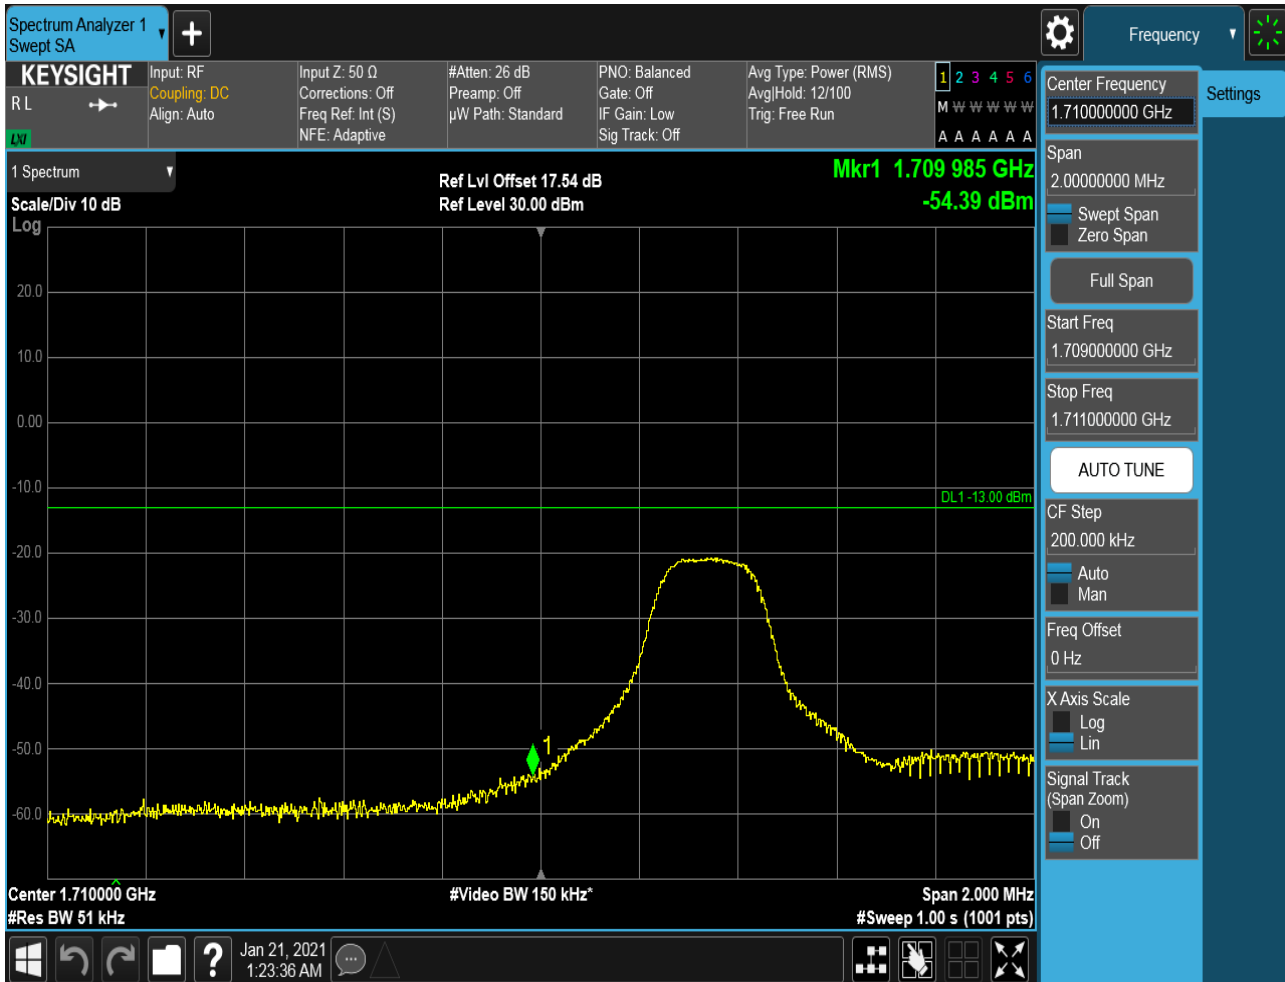 Spectrum Analyzer 1
Swept SA
Frequency
KEYSIGHT
R L
LXI
Input: RF
Coupling: DC
Align: Auto
Input Z: 50 Ω
Corrections: Off
Freq Ref: Int (S)
NFE: Adaptive
#Atten: 26 dB
Preamp: Off
µW Path: Standard
PNO: Balanced
Gate: Off
IF Gain: Low
Sig Track: Off
Avg Type: Power (RMS)
Avg|Hold: 12/100
Trig: Free Run
1 2 3 4 5 6
M W W W W W
A A A A A A
Center Frequency
1.710000000 GHz
Settings
1 Spectrum
Scale/Div 10 dB
Log
Ref Lvl Offset 17.54 dB
Ref Level 30.00 dBm
Mkr1 1.709 985 GHz
-54.39 dBm
Span
2.00000000 MHz
Swept Span
Zero Span
Full Span
Start Freq
1.709000000 GHz
Stop Freq
1.711000000 GHz
AUTO TUNE
CF Step
200.000 kHz
Auto
Man
Freq Offset
0 Hz
X Axis Scale
Log
Lin
Signal Track
(Span Zoom)
On
Off
20.0
10.0
0.00
-10.0
-20.0
-30.0
-40.0
-50.0
-60.0
DL1 -13.00 dBm
1
Center 1.710000 GHz
#Res BW 51 kHz
#Video BW 150 kHz*
Span 2.000 MHz
#Sweep 1.00 s (1001 pts)
?
Jan 21, 2021
1:23:36 AM